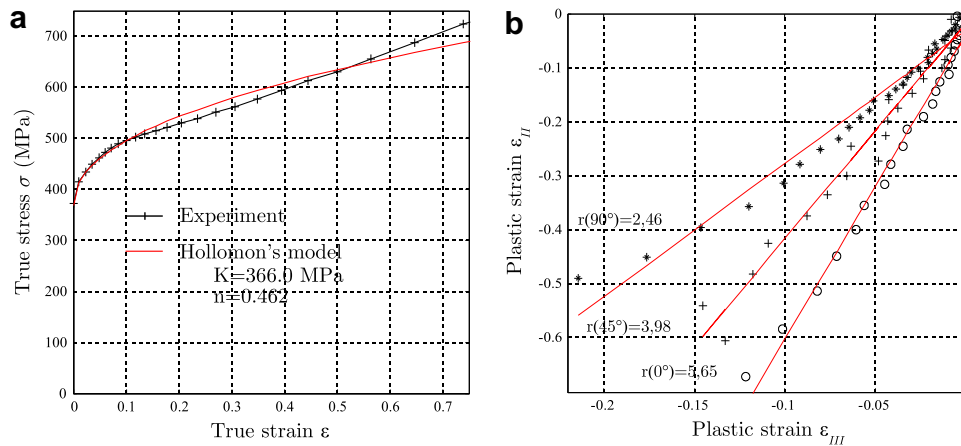 a
700
600
500
400
300
200
100
0
0
0.1
0.2
0.3
0.4
0.5
0.6
0.7
True stress σ (MPa)
True strain ε
Experiment
Hollomon's model
K=366.0 MPa
n=0.462
b
0
-0.1
-0.2
-0.3
-0.4
-0.5
-0.6
-0.2
-0.15
-0.1
-0.05
Plastic strain ε_II
Plastic strain ε_III
r(90°)=2,46
r(45°)=3,98
r(0°)=5,65